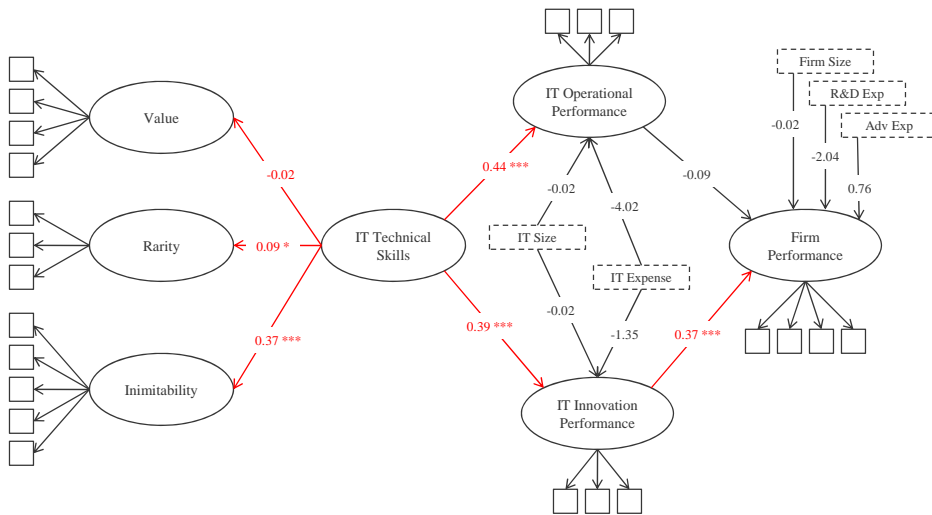 Firm Size
IT Operational
Performance
R&D Exp
Value
Adv Exp
-0.02
0.44 ***
-0.02
-2.04
-0.02
-0.09
0.76
-4.02
Rarity
0.09 *
IT Technical
Skills
IT Size
Firm
Performance
IT Expense
-0.02
0.39 ***
-1.35
0.37 ***
0.37 ***
Inimitability
IT Innovation
Performance